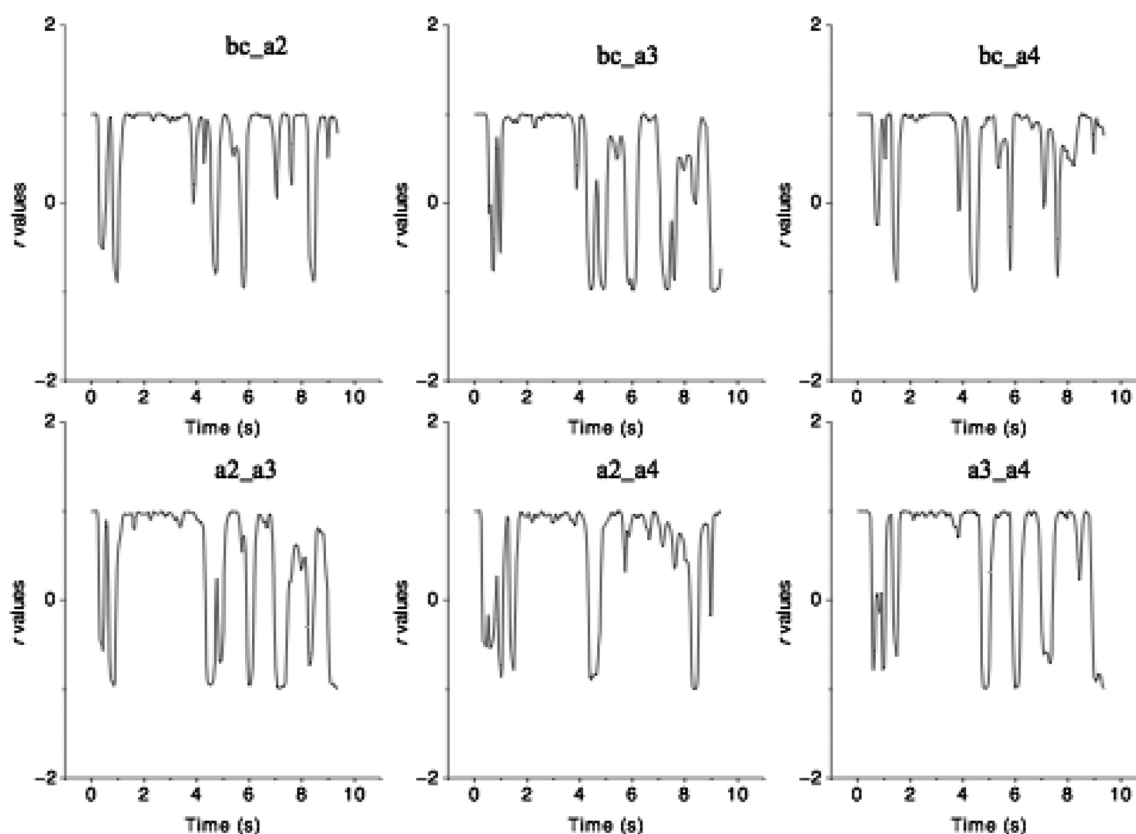 2 2 2
bc_a2 bc_a3 bc_a4
r values r values r values
0 0 0
−2 −2 −2
0 2 4 6 8 10 0 2 4 6 8 10 0 2 4 6 8 10
Time (s) Time (s) Time (s)
2 2 2
a2_a3 a2_a4 a3_a4
r values r values r values
0 0 0
−2 −2 −2
0 2 4 6 8 10 0 2 4 6 8 10 0 2 4 6 8 10
Time (s) Time (s) Time (s)